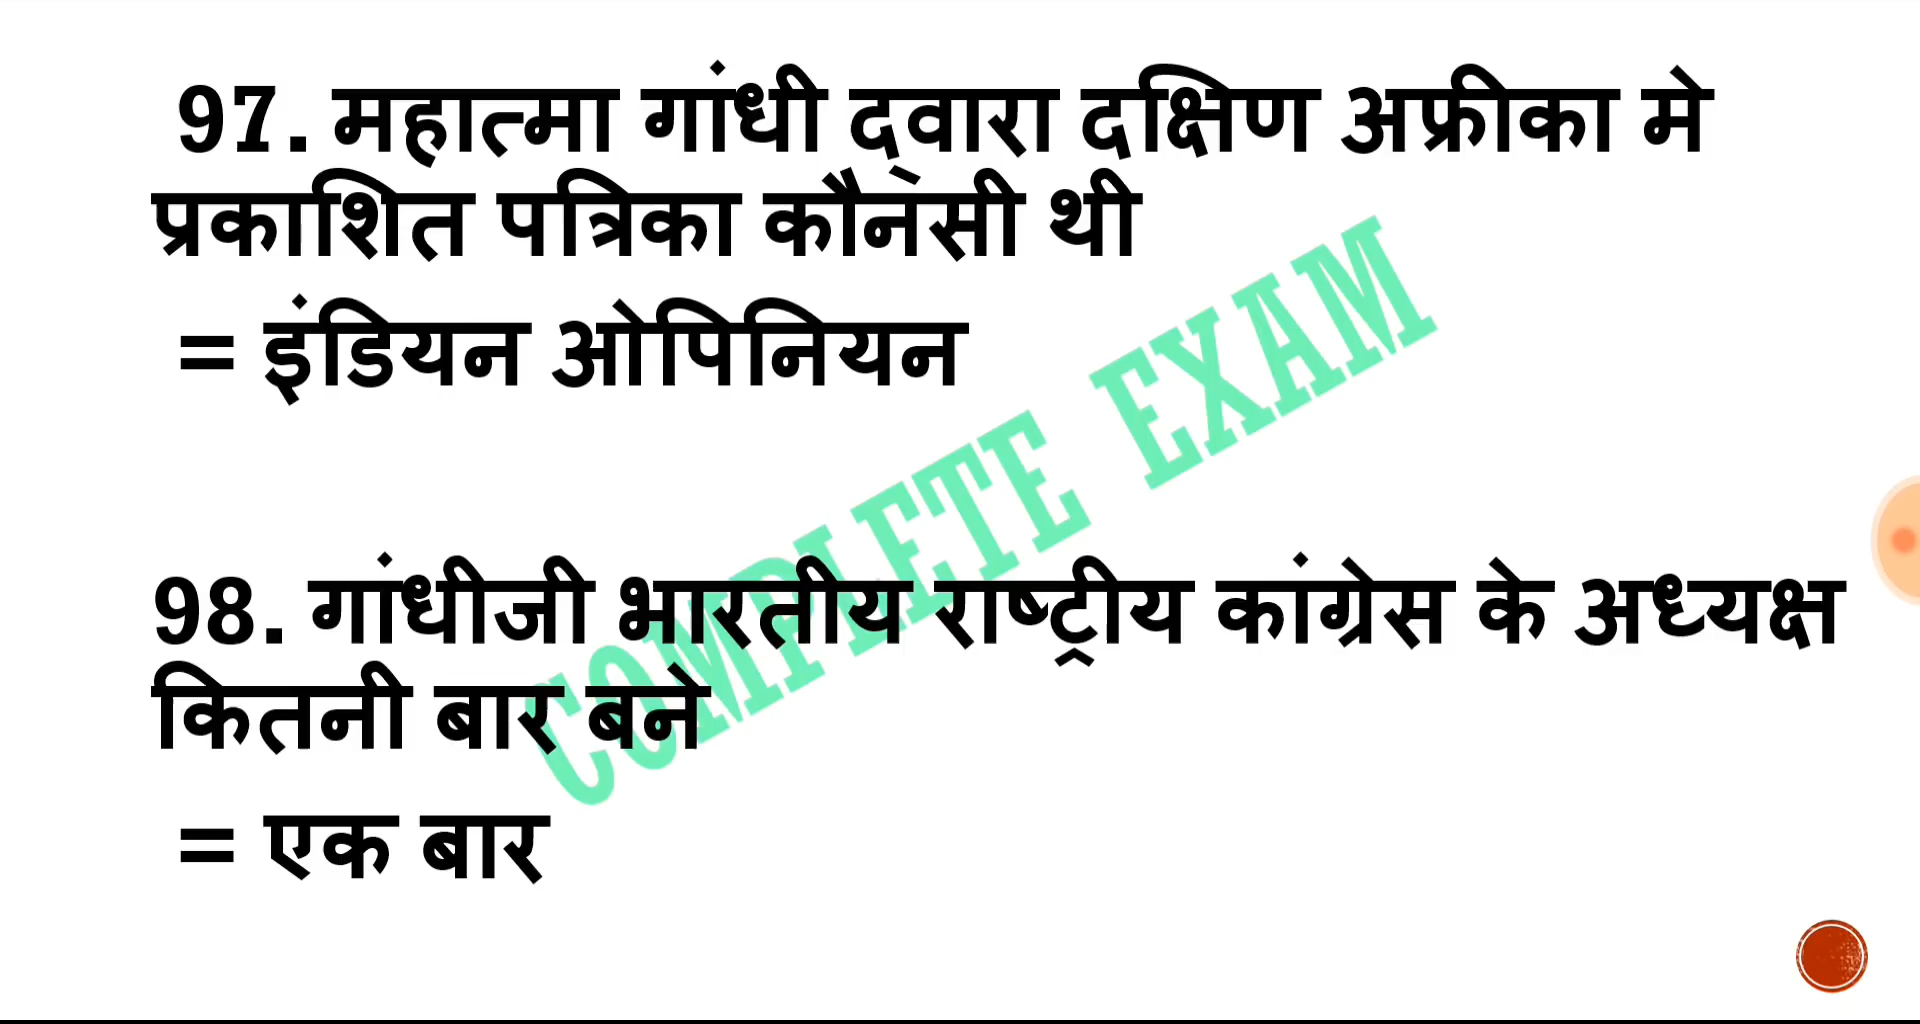 97. महात्मा गांधी द्वारा दक्षिण अफ्रीका मे
प्रकाशित पत्रिका कौनसी थी
= इंडियन ओपिनियन
COMPLETE EXAM
98. गांधीजी भारतीय राष्ट्रीय कांग्रेस के अध्यक्ष
कितनी बार बने
= एक बार